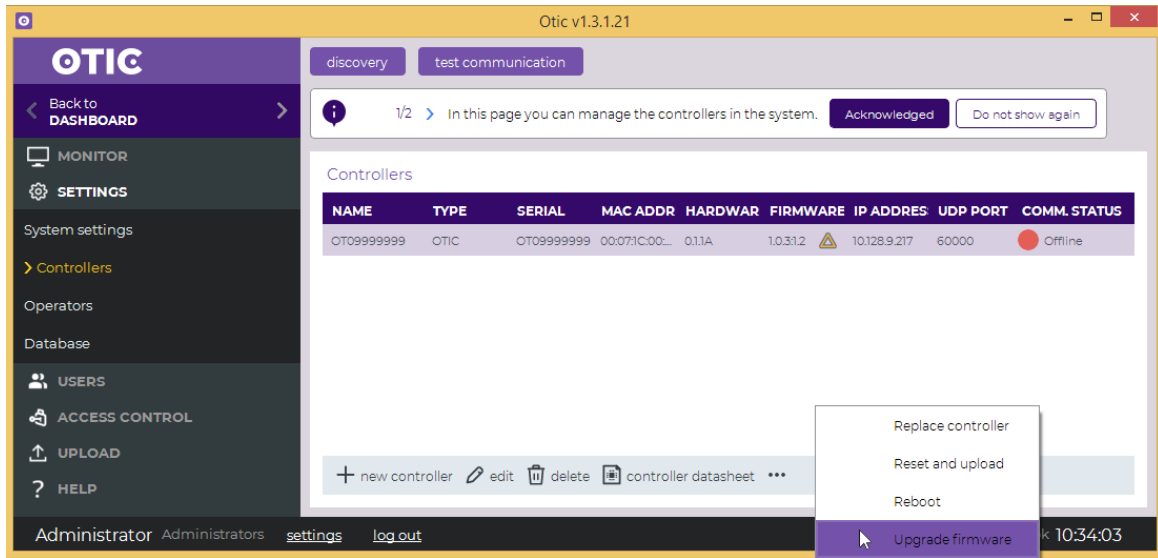 Otic v1.3.1.21
OTIC
discovery test communication
Back to
DASHBOARD
1/2 In this page you can manage the controllers in the system. Acknowledged Do not show again
MONITOR
SETTINGS
System settings
Controllers
Operators
Database
USERS
ACCESS CONTROL
UPLOAD
HELP
Controllers
NAME TYPE SERIAL MAC ADDR HARDWAR FIRMWARE IP ADDRES UDP PORT COMM. STATUS
OT09999999 OTIC OT09999999 00:07:1C:00:... 0.1.1A 1.0.31.2 10.128.9.217 60000 Offline
new controller edit delete controller datasheet •••
Replace controller
Reset and upload
Reboot
Upgrade firmware
Administrator Administrators settings log out 10:34:03